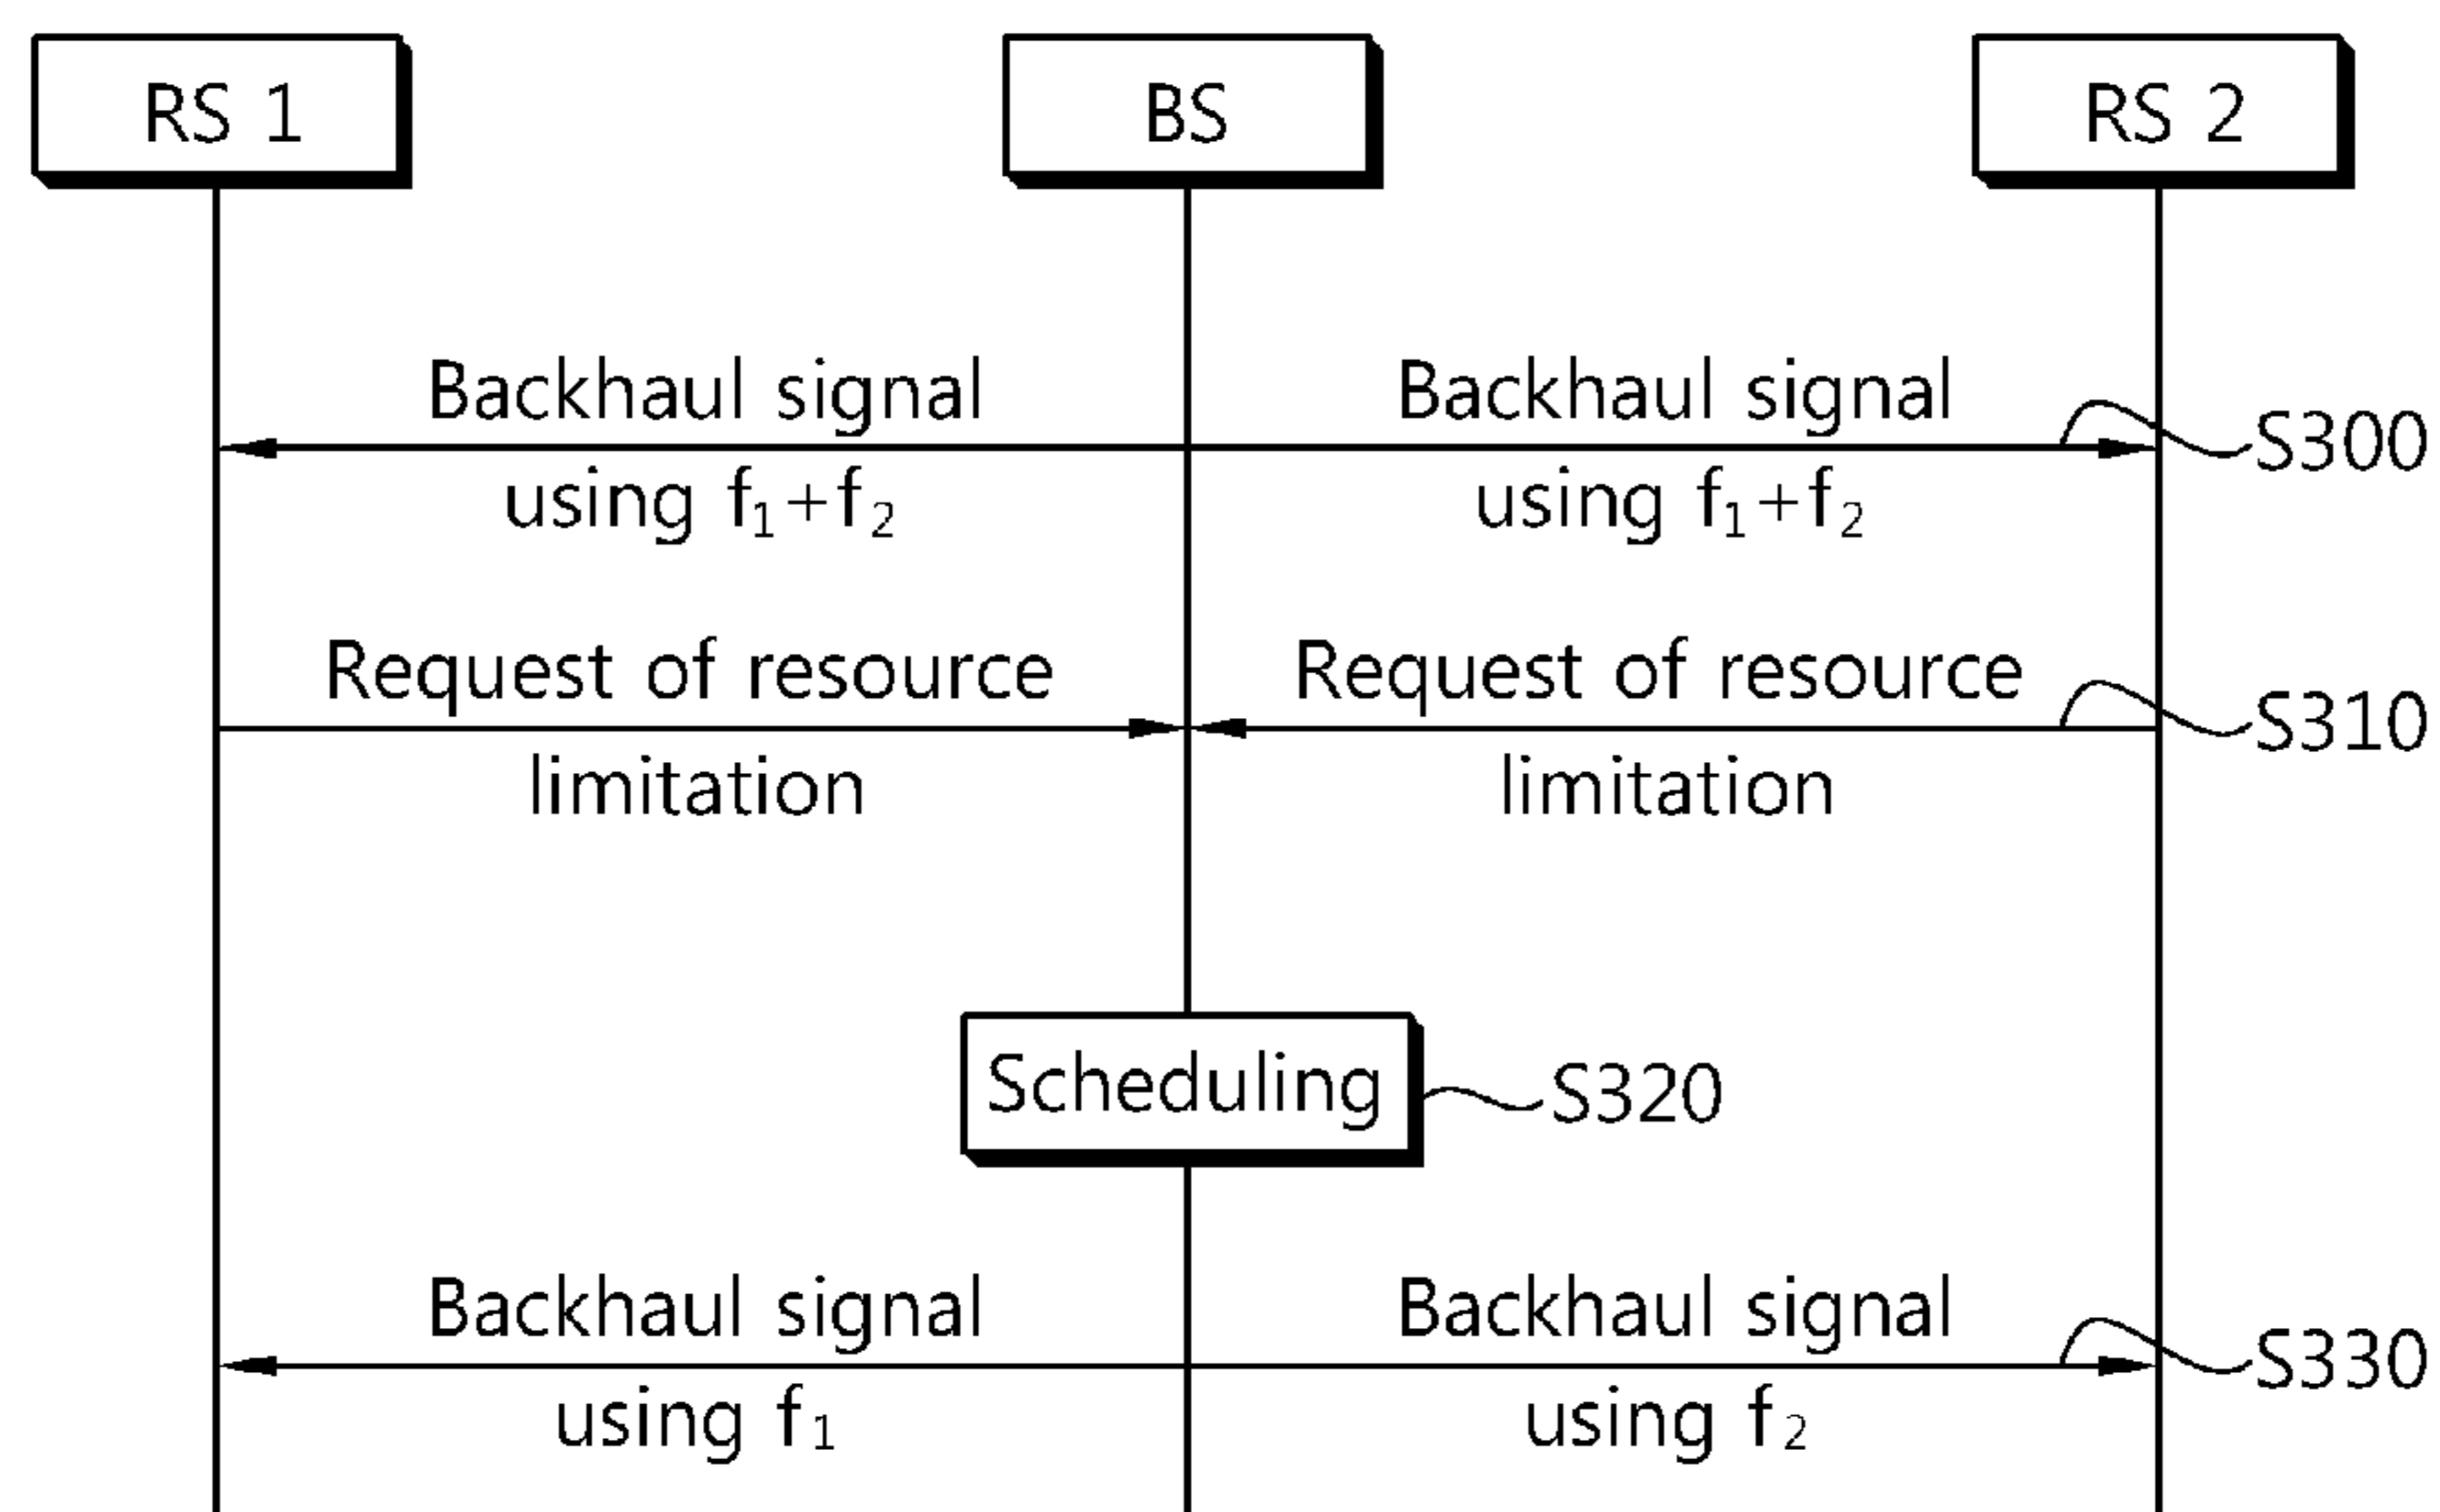 RS 1
BS
RS 2
Backhaul signal
using f₁+f₂
Backhaul signal
using f₁+f₂
S300
Request of resource
limitation
Request of resource
limitation
S310
Scheduling
S320
Backhaul signal
using f₁
Backhaul signal
using f₂
S330